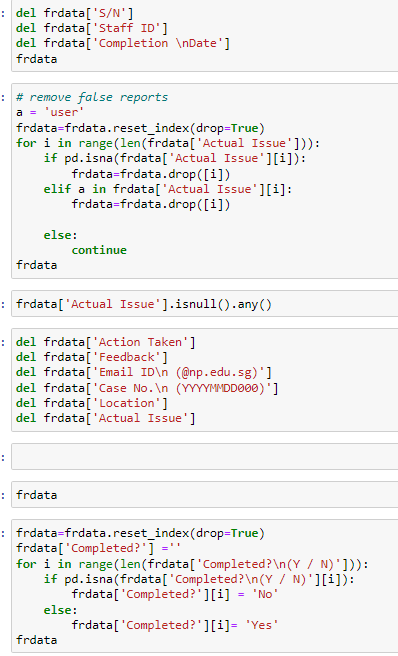 : del frdata['S/N']
del frdata['Staff ID']
del frdata['Completion \nDate']
frdata
: # remove false reports
a = 'user'
frdata=frdata.reset_index(drop=True)
for i in range(len(frdata['Actual Issue'])):
    if pd.isna(frdata['Actual Issue'][i]):
        frdata=frdata.drop([i])
    elif a in frdata['Actual Issue'][i]:
        frdata=frdata.drop([i])

    else:
        continue
frdata
: frdata['Actual Issue'].isnull().any()
: del frdata['Action Taken']
del frdata['Feedback']
del frdata['Email ID\n (@np.edu.sg)']
del frdata['Case No.\n (YYYYMMDD000)']
del frdata['Location']
del frdata['Actual Issue']
:
: frdata
: frdata=frdata.reset_index(drop=True)
frdata['Completed?'] =''
for i in range(len(frdata['Completed?\n(Y / N)'])):
    if pd.isna(frdata['Completed?\n(Y / N)'][i]):
        frdata['Completed?'][i] = 'No'
    else:
        frdata['Completed?'][i]= 'Yes'
frdata